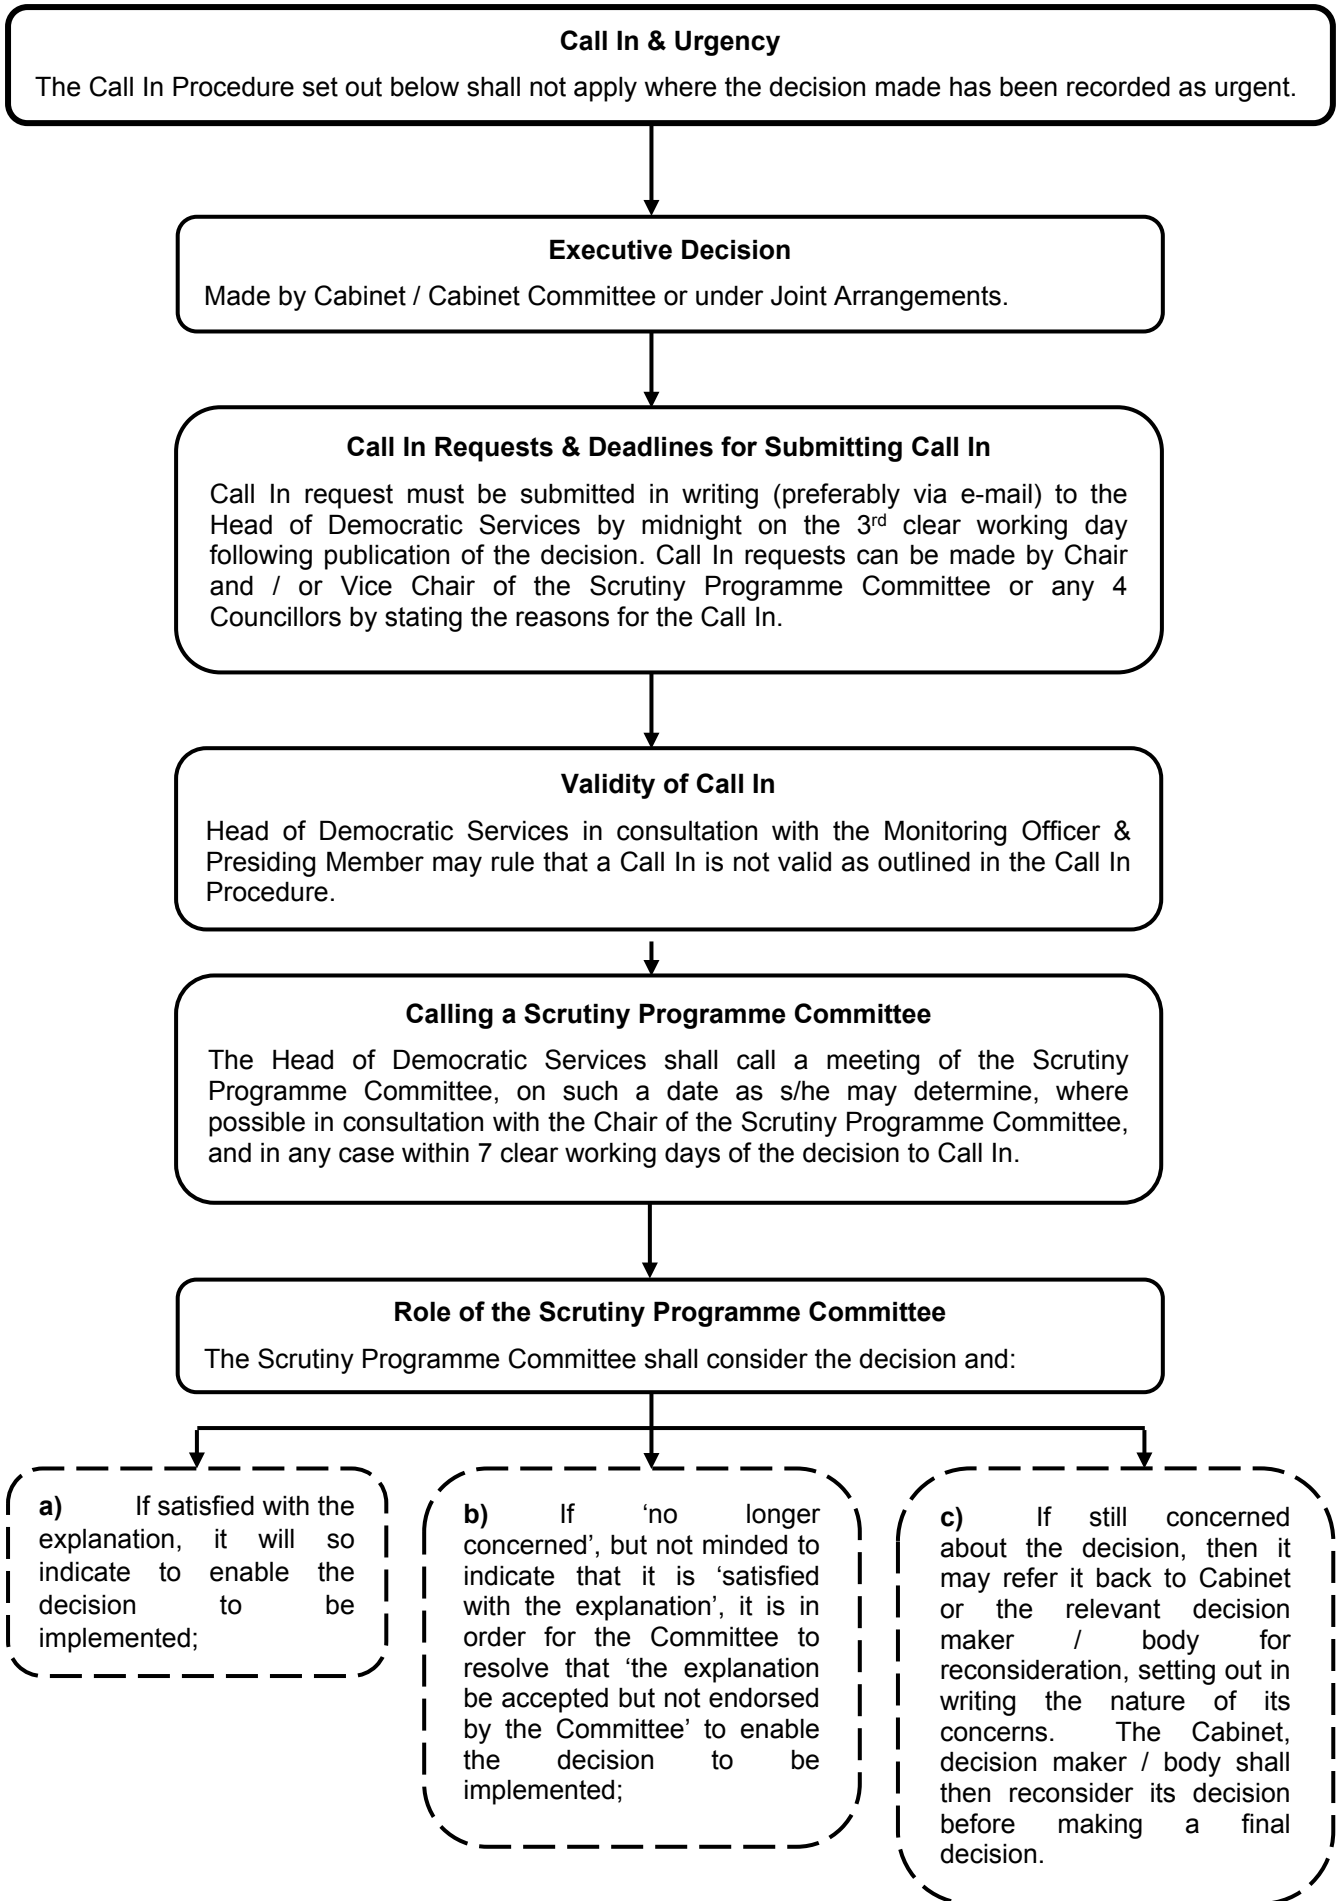 Call In & Urgency
The Call In Procedure set out below shall not apply where the decision made has been recorded as urgent.
Executive Decision
Made by Cabinet / Cabinet Committee or under Joint Arrangements.
Call In Requests & Deadlines for Submitting Call In
Call In request must be submitted in writing (preferably via e-mail) to the
Head of Democratic Services by midnight on the 3rd clear working day
following publication of the decision. Call In requests can be made by Chair
and / or Vice Chair of the Scrutiny Programme Committee or any 4
Councillors by stating the reasons for the Call In.
Validity of Call In
Head of Democratic Services in consultation with the Monitoring Officer &
Presiding Member may rule that a Call In is not valid as outlined in the Call In
Procedure.
Calling a Scrutiny Programme Committee
The Head of Democratic Services shall call a meeting of the Scrutiny
Programme Committee, on such a date as s/he may determine, where
possible in consultation with the Chair of the Scrutiny Programme Committee,
and in any case within 7 clear working days of the decision to Call In.
Role of the Scrutiny Programme Committee
The Scrutiny Programme Committee shall consider the decision and:
a) If satisfied with the
explanation, it will so
indicate to enable the
decision to be
implemented;
b) If ‘no longer
concerned’, but not minded to
indicate that it is ‘satisfied
with the explanation’, it is in
order for the Committee to
resolve that ‘the explanation
be accepted but not endorsed
by the Committee’ to enable
the decision to be
implemented;
c) If still concerned
about the decision, then it
may refer it back to Cabinet
or the relevant decision
maker / body for
reconsideration, setting out in
writing the nature of its
concerns. The Cabinet,
decision maker / body shall
then reconsider its decision
before making a final
decision.